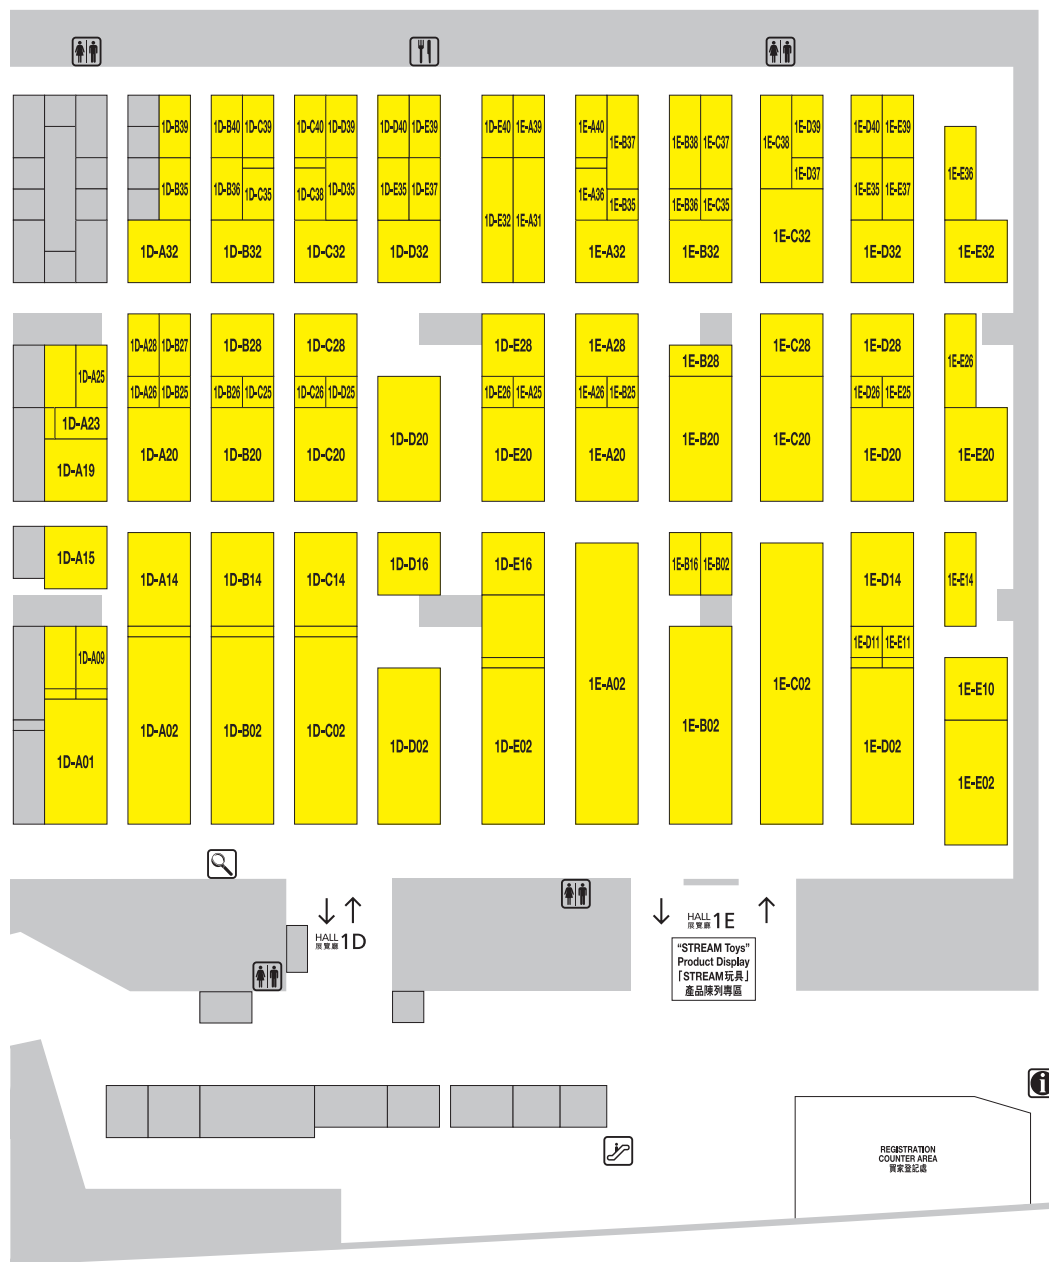 1D-B39
1D-B40
1D-C39
1D-C40
1D-D39
1D-D40
1D-E39
1D-E40
1E-A39
1E-A40
1E-B37
1E-B38
1E-C37
1E-C38
1E-D39
1E-D40
1E-E39
1D-B35
1D-B36
1D-C35
1D-C38
1D-D35
1D-E35
1D-E37
1D-E32
1E-A31
1E-A36
1E-B35
1E-B36
1E-C35
1E-D37
1E-E35
1E-E37
1E-E36
1D-A32
1D-B32
1D-C32
1D-D32
1E-A32
1E-B32
1E-C32
1E-D32
1E-E32
1D-A28
1D-B27
1D-B28
1D-C28
1D-E28
1E-A28
1E-B28
1E-C28
1E-D28
1E-E26
1D-A25
1D-A26
1D-B25
1D-B26
1D-C25
1D-C26
1D-D25
1D-E26
1E-A25
1E-A26
1E-B25
1E-D26
1E-E25
1D-A23
1D-A19
1D-A20
1D-B20
1D-C20
1D-D20
1D-E20
1E-A20
1E-B20
1E-C20
1E-D20
1E-E20
1D-A15
1D-A14
1D-B14
1D-C14
1D-D16
1D-E16
1E-B16
1E-B02
1E-D14
1E-E14
1D-A09
1E-D11
1E-E11
1D-A01
1D-A02
1D-B02
1D-C02
1D-D02
1D-E02
1E-A02
1E-B02
1E-C02
1E-D02
1E-E10
1E-E02
HALL
展覽廳 1D
HALL
展覽廳 1E
"STREAM Toys"
Product Display
「STREAM玩具」
產品陳列專區
REGISTRATION
COUNTER AREA
買家登記處